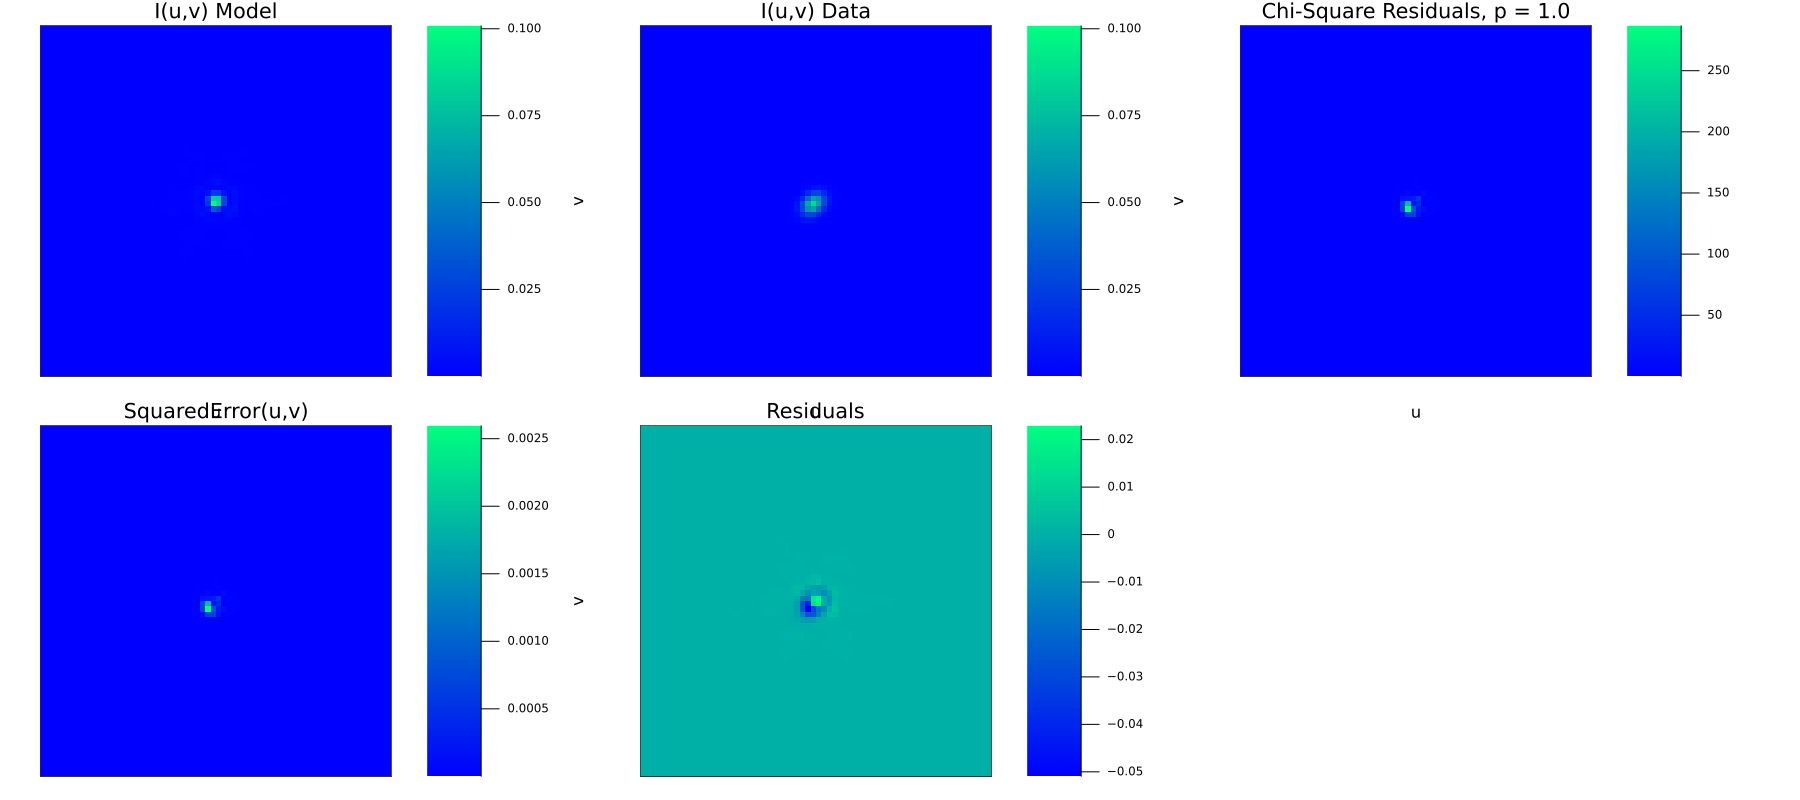 I(u,v) Model
0.100
0.075
0.050
0.025
v
I(u,v) Data
0.100
0.075
0.050
0.025
v
Chi-Square Residuals, p = 1.0
250
200
150
100
50
u
SquaredError(u,v)
u
0.0025
0.0020
0.0015
0.0010
0.0005
v
Residuals
u
0.02
0.01
0
−0.01
−0.02
−0.03
−0.04
−0.05